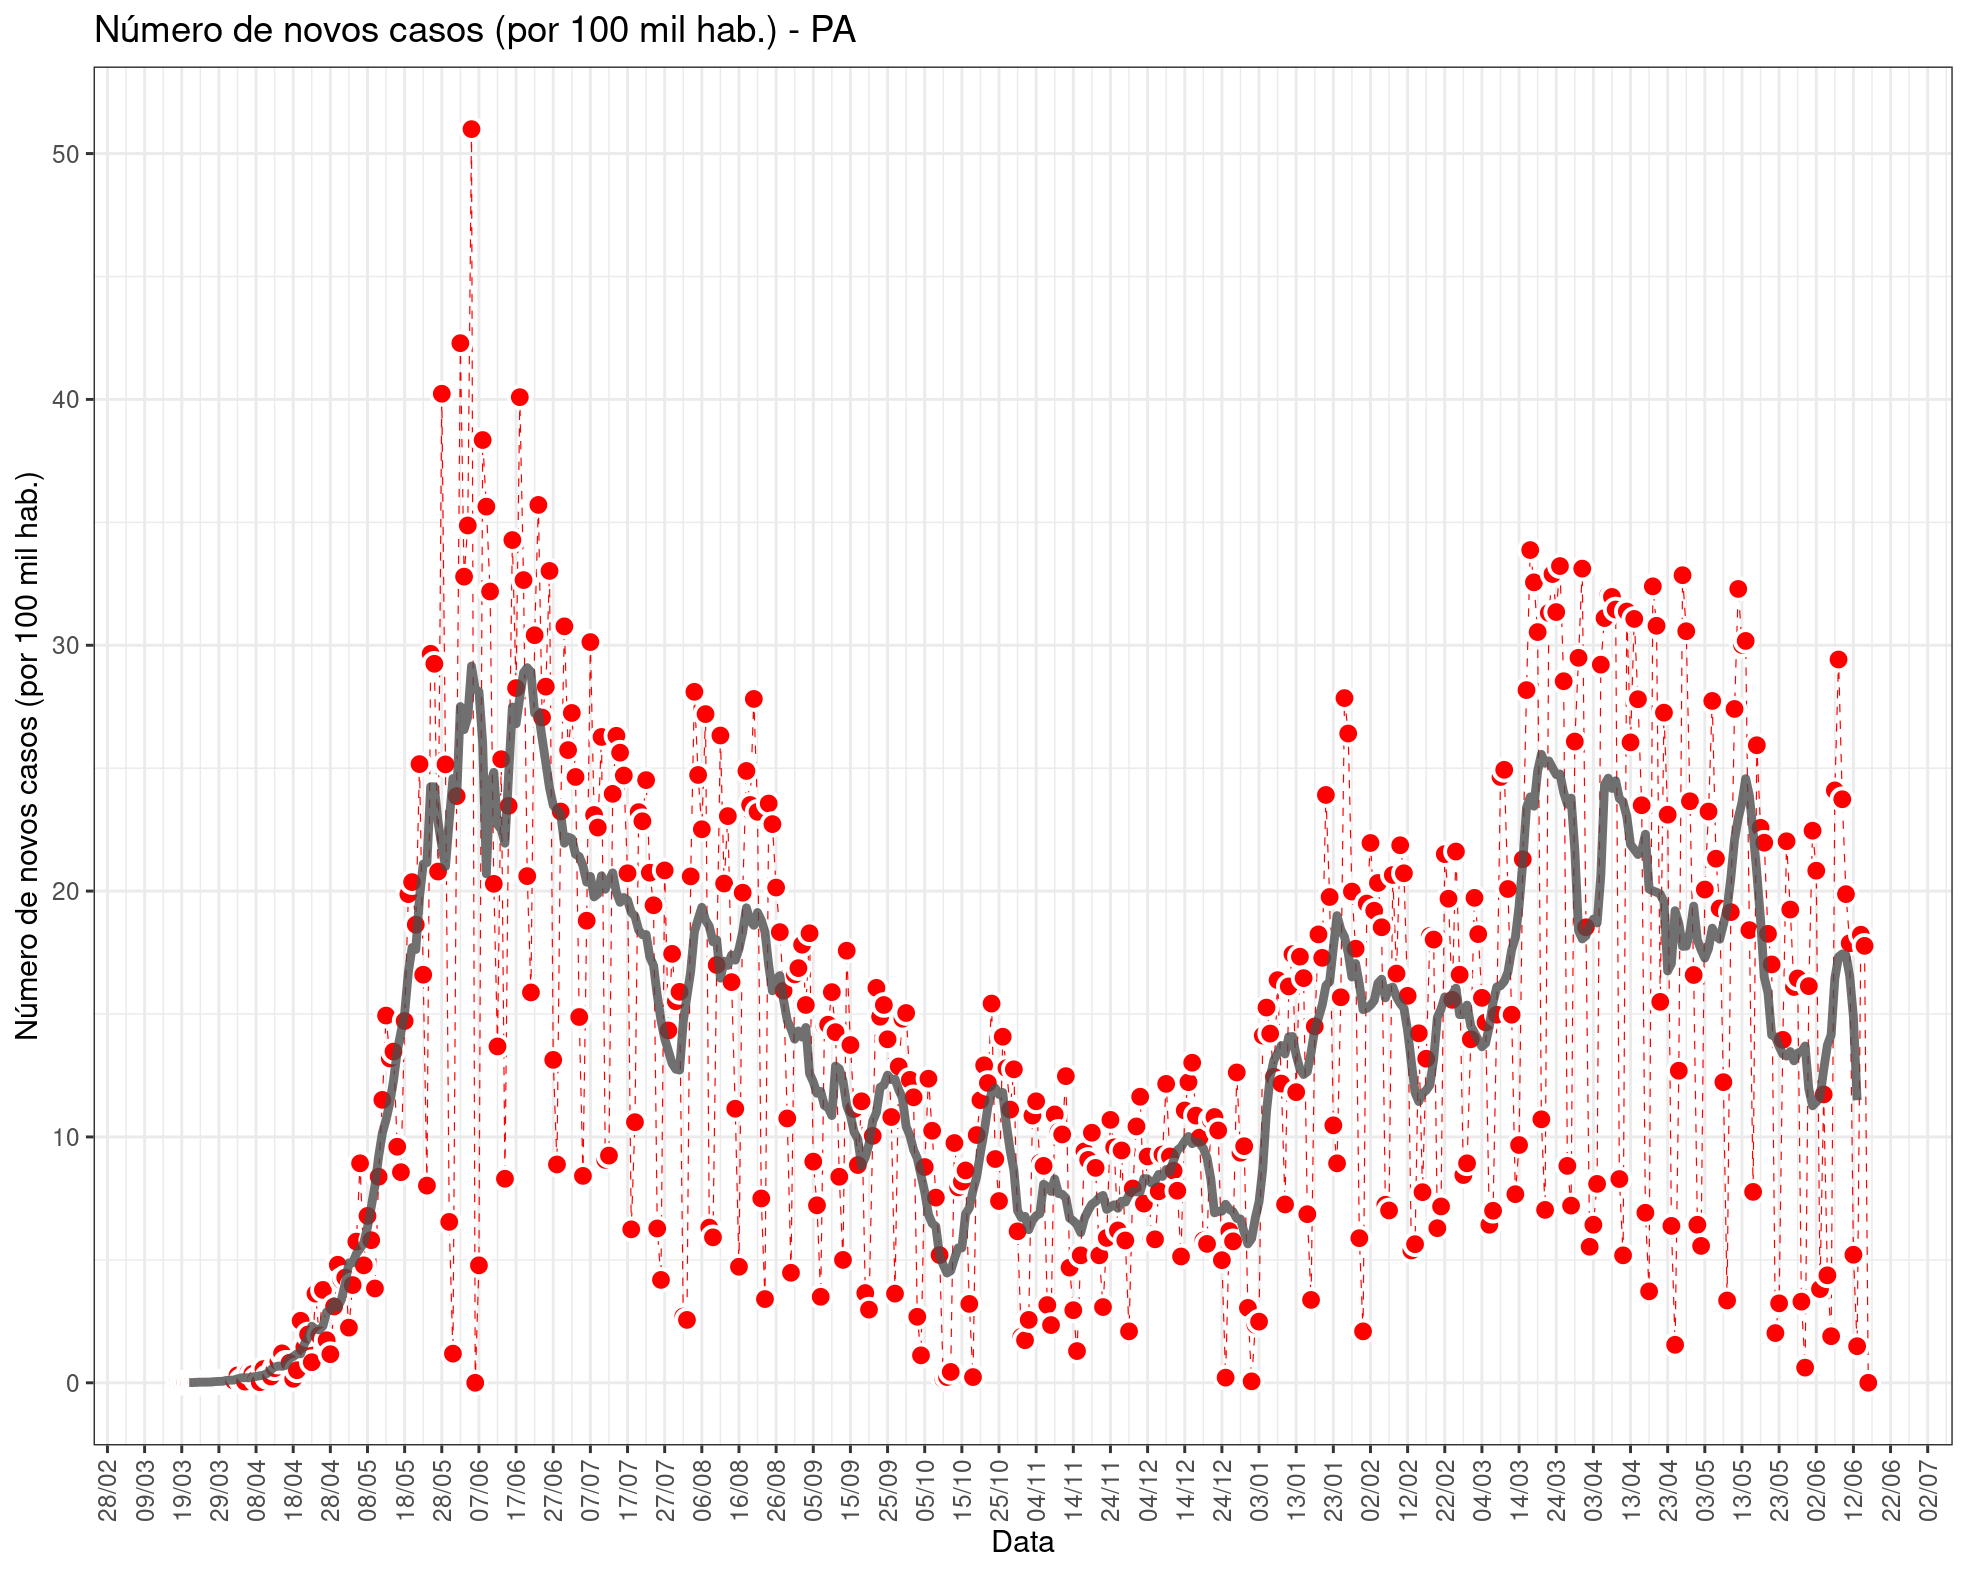 Número de novos casos (por 100 mil hab.) - PA
Número de novos casos (por 100 mil hab.)
50
40
30
20
10
0
28/02 09/03 19/03 29/03 08/04 18/04 28/04 08/05 18/05 28/05 07/06 17/06 27/06 07/07 17/07 27/07 06/08 16/08 26/08 05/09 15/09 25/09 05/10 15/10 25/10 04/11 14/11 24/11 04/12 14/12 24/12 03/01 13/01 23/01 02/02 12/02 22/02 04/03 14/03 24/03 03/04 13/04 23/04 03/05 13/05 23/05 02/06 12/06 22/06 02/07
Data